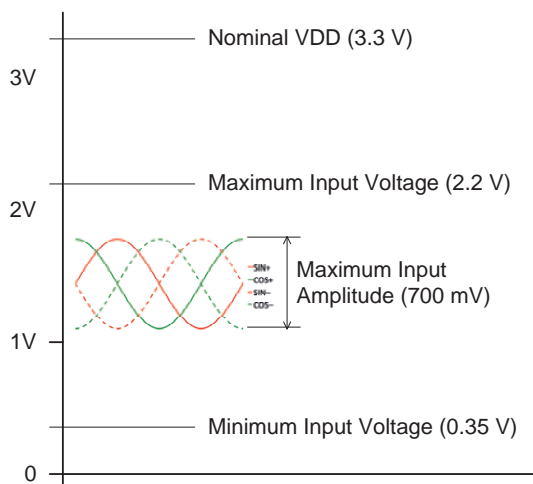 Nominal VDD (3.3 V)
3V
Maximum Input Voltage (2.2 V)
2V
SIN+
COS+
SIN–
COS–
Maximum Input
Amplitude (700 mV)
1V
Minimum Input Voltage (0.35 V)
0